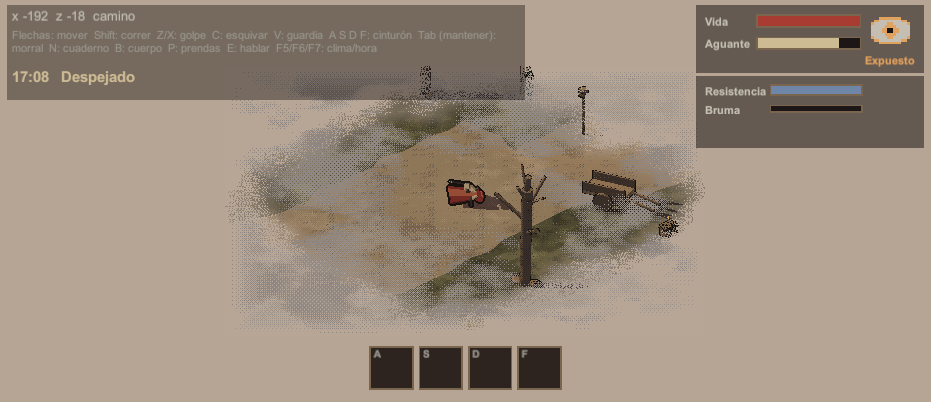 x -192 z -18 camino
Flechas: mover Shift: correr Z/X: golpe C: esquivar V: guardia A S D F: cinturón Tab (mantener):
morral N: cuaderno B: cuerpo P: prendas E: hablar F5/F6/F7: clima/hora
17:08 Despejado
Vida
Aguante
Expuesto
Resistencia
Bruma
A S D F